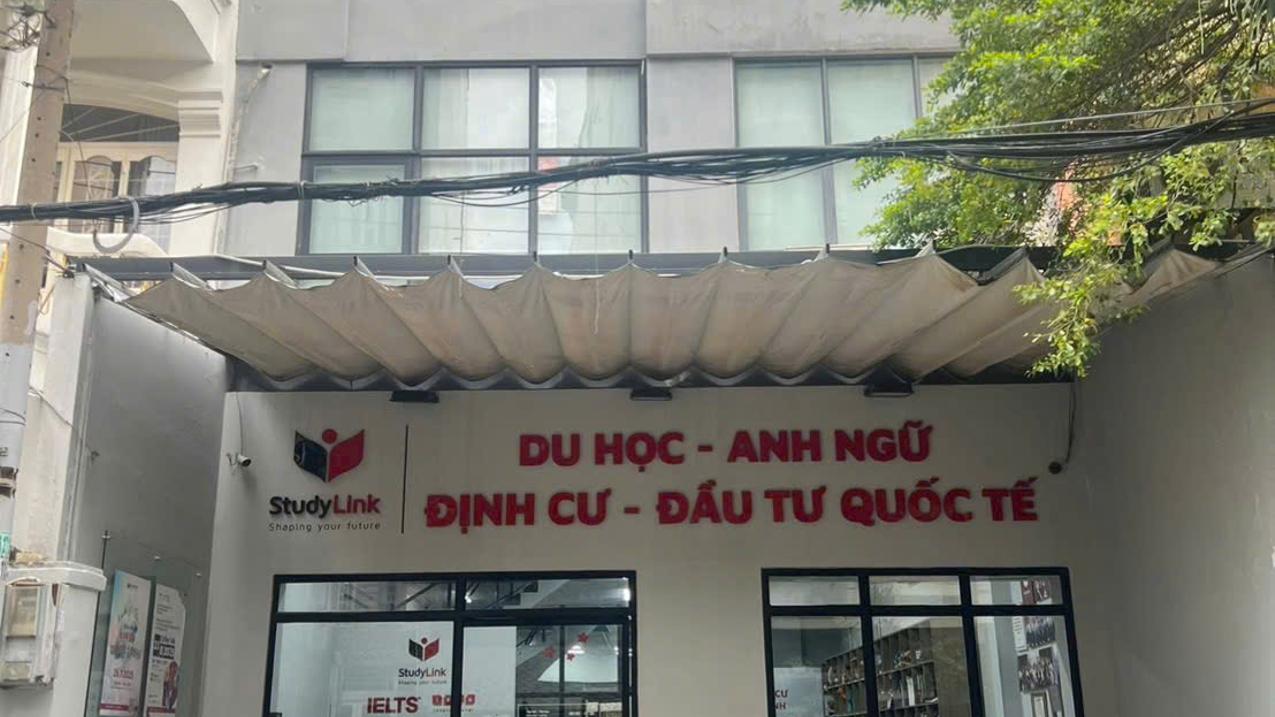 DU HỌC - ANH NGỮ
StudyLink
Shaping your future
ĐỊNH CƯ - ĐẦU TƯ QUỐC TẾ
StudyLink
Shaping your future
IELTS
CƯ